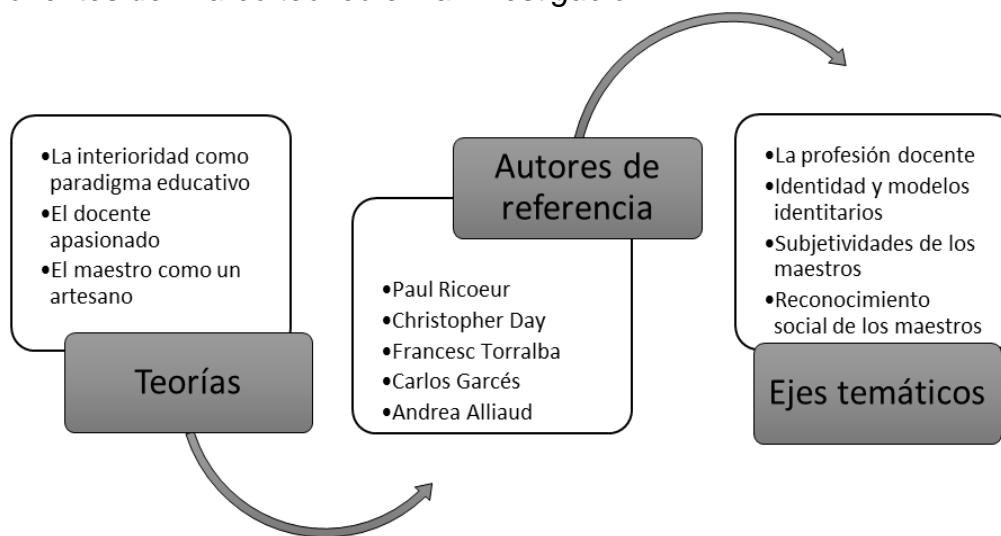 •La interioridad como
paradigma educativo
•El docente
apasionado
•El maestro como un
artesano
Teorías
Autores de
referencia
•Paul Ricoeur
•Christopher Day
•Francesc Torralba
•Carlos Garcés
•Andrea Alliaud
•La profesión docente
•Identidad y modelos
identitarios
•Subjetividades de los
maestros
•Reconocimiento
social de los maestros
Ejes temáticos